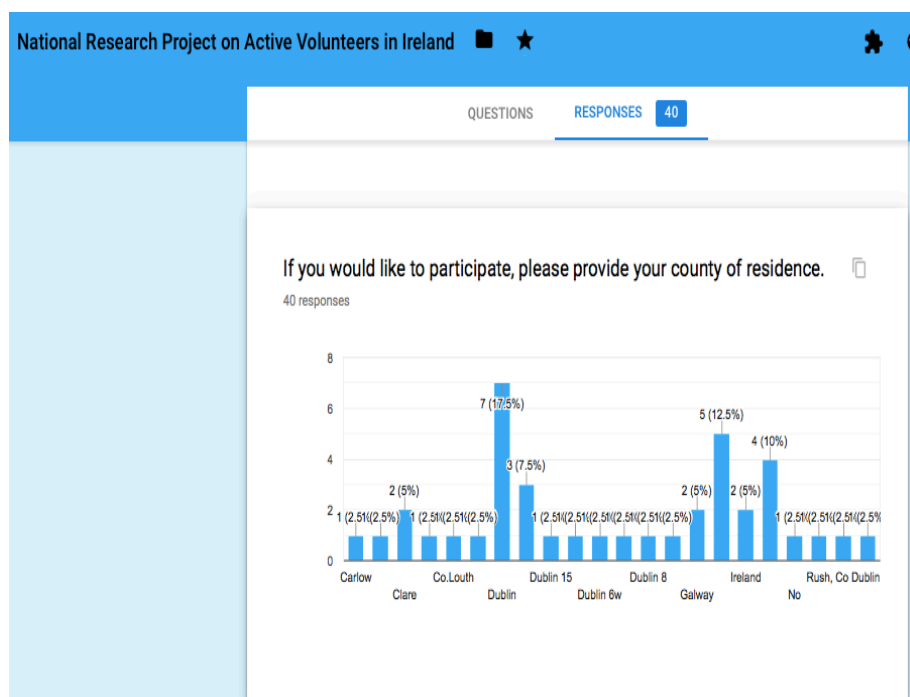 National Research Project on Active Volunteers in Ireland
QUESTIONS RESPONSES 40
If you would like to participate, please provide your county of residence.
40 responses
8
6
4
2
0
7 (17.5%)
5 (12.5%)
4 (10%)
3 (7.5%)
2 (5%) 2 (5%) 2 (5%)
1 (2.5%)
Carlow Co.Louth Dublin 15 Dublin 8 Ireland Rush, Co Dublin
Clare Dublin Dublin 6w Galway No